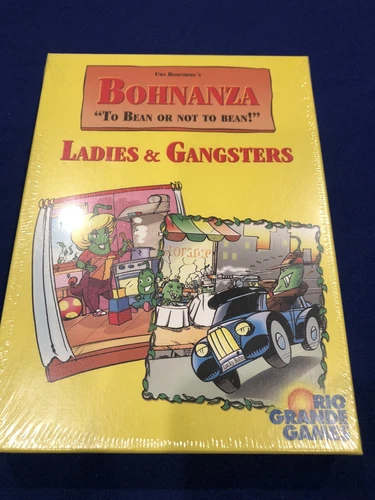 UWE ROSENBERG'S
BOHNANZA
"TO BEAN OR NOT TO BEAN!"
LADIES & GANGSTERS
RIO
GRANDE
GAMES